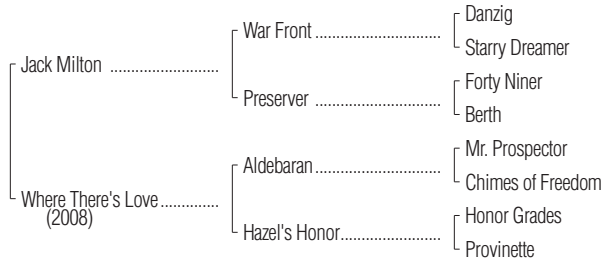 Danzig
War Front ..............................
Starry Dreamer
Jack Milton ..........................
Forty Niner
Preserver ..............................
Berth
Mr. Prospector
Aldebaran ..............................
Chimes of Freedom
Where There's Love ..............
(2008)
Honor Grades
Hazel's Honor........................
Provinette